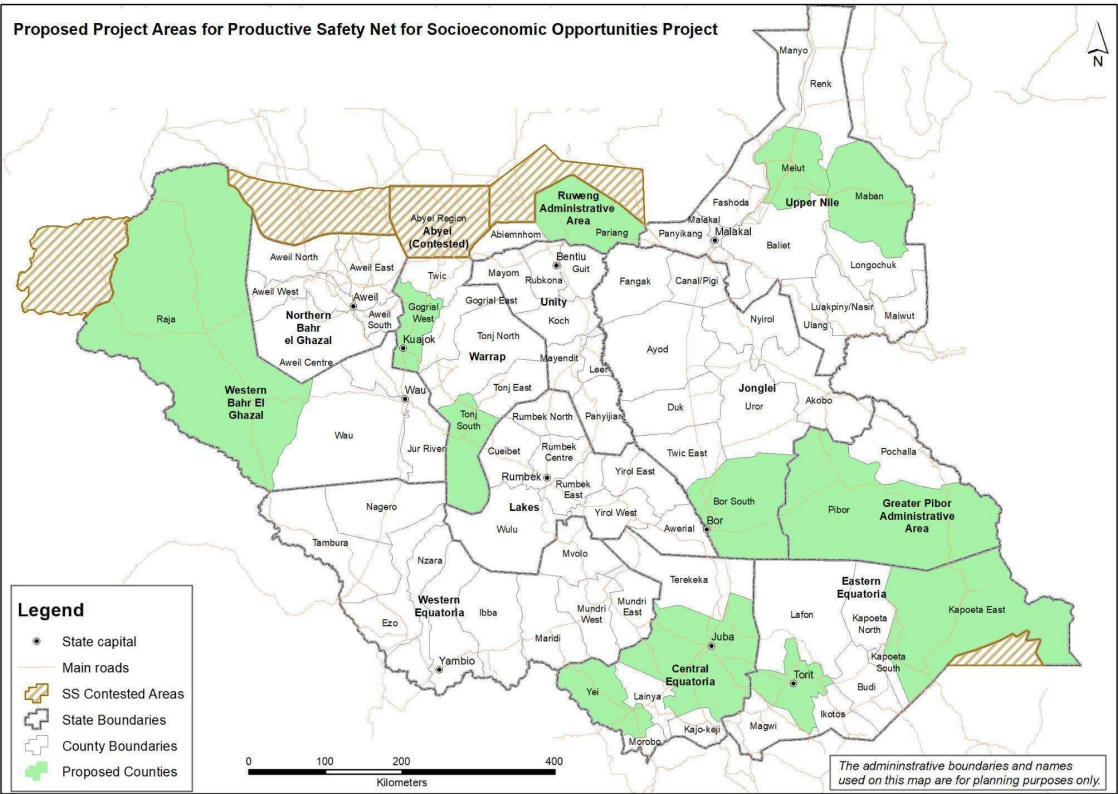 Proposed Project Areas for Productive Safety Net for Socioeconomic Opportunities Project
N
Manyo
Renk
Melut
Maban
Upper Nile
Fashoda
Malakal
Malakal
Panyikang
Baliet
Longochuk
Luakpiny/Nasir
Maiwut
Ulang
Ruweng
Administrative
Area
Pariang
Abyei Region
Abyei
(Contested)
Abiemnhom
Aweil North
Aweil East
Aweil West
Aweil
Aweil
South
Northern
Bahr
el Ghazal
Aweil Centre
Twic
Gogrial
West
Kuajok
Gogrial East
Tonj North
Warrap
Tonj East
Tonj
South
Mayom
Rubkona
Bentiu
Guit
Unity
Koch
Mayendit
Leer
Panyijiar
Fangak
Canal/Pigi
Nyirol
Ayod
Jonglei
Uror
Akobo
Duk
Twic East
Pochalla
Bor South
Bor
Pibor
Greater Pibor
Administrative
Area
Raja
Western
Bahr El
Ghazal
Wau
Wau
Jur River
Rumbek North
Cueibet
Rumbek
Centre
Rumbek
Rumbek
East
Lakes
Wulu
Yirol East
Yirol West
Awerial
Nagero
Tambura
Nzara
Western
Equatoria
Ezo
Yambio
Ibba
Maridi
Mvolo
Mundri
West
Mundri
East
Terekeka
Juba
Central
Equatoria
Yei
Lainya
Morobo
Kajo-keji
Eastern
Equatoria
Lafon
Kapoeta
North
Kapoeta East
Kapoeta
South
Torit
Budi
Ikotos
Magwi
Legend
State capital
Main roads
SS Contested Areas
State Boundaries
County Boundaries
Proposed Counties
0 100 200 400
Kilometers
The admininstrative boundaries and names
used on this map are for planning purposes only.